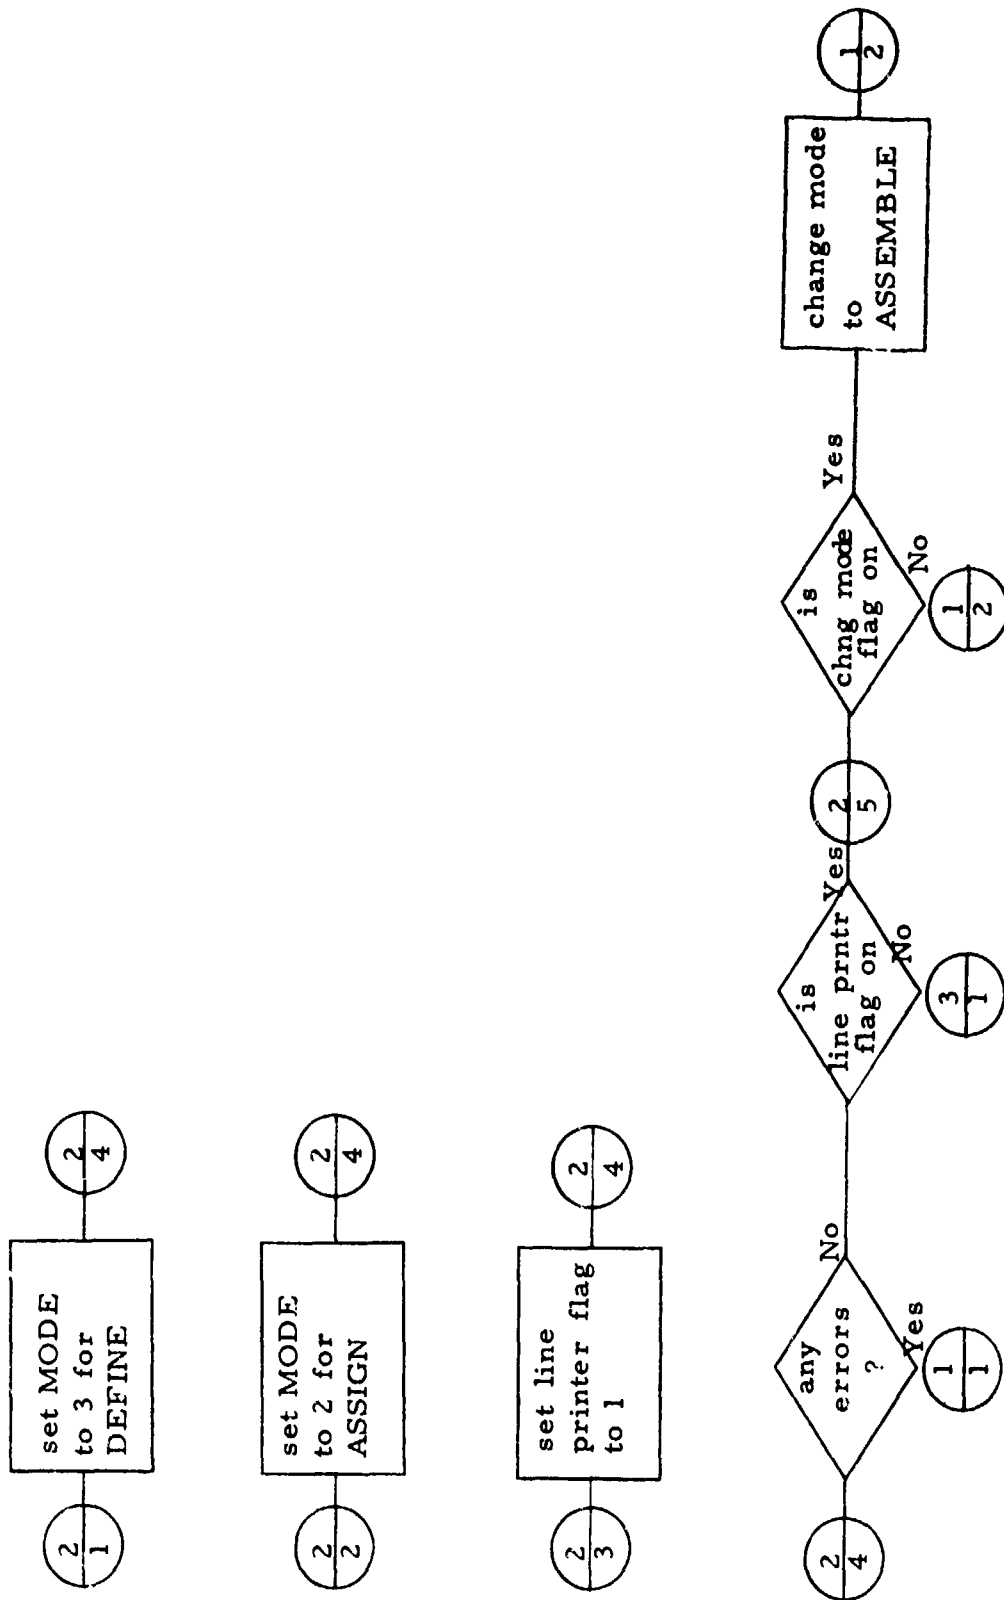 2
1
set MODE
to 3 for
DEFINE
2
4
2
2
set MODE
to 2 for
ASSIGN
2
4
2
3
set line
printer flag
to 1
2
4
2
4
any
errors
?
Yes
1
1
No
is
line prntr
flag on
No
3
1
Yes
2
5
is
chng mode
flag on
No
1
2
Yes
change mode
to
ASSEMBLE
1
2